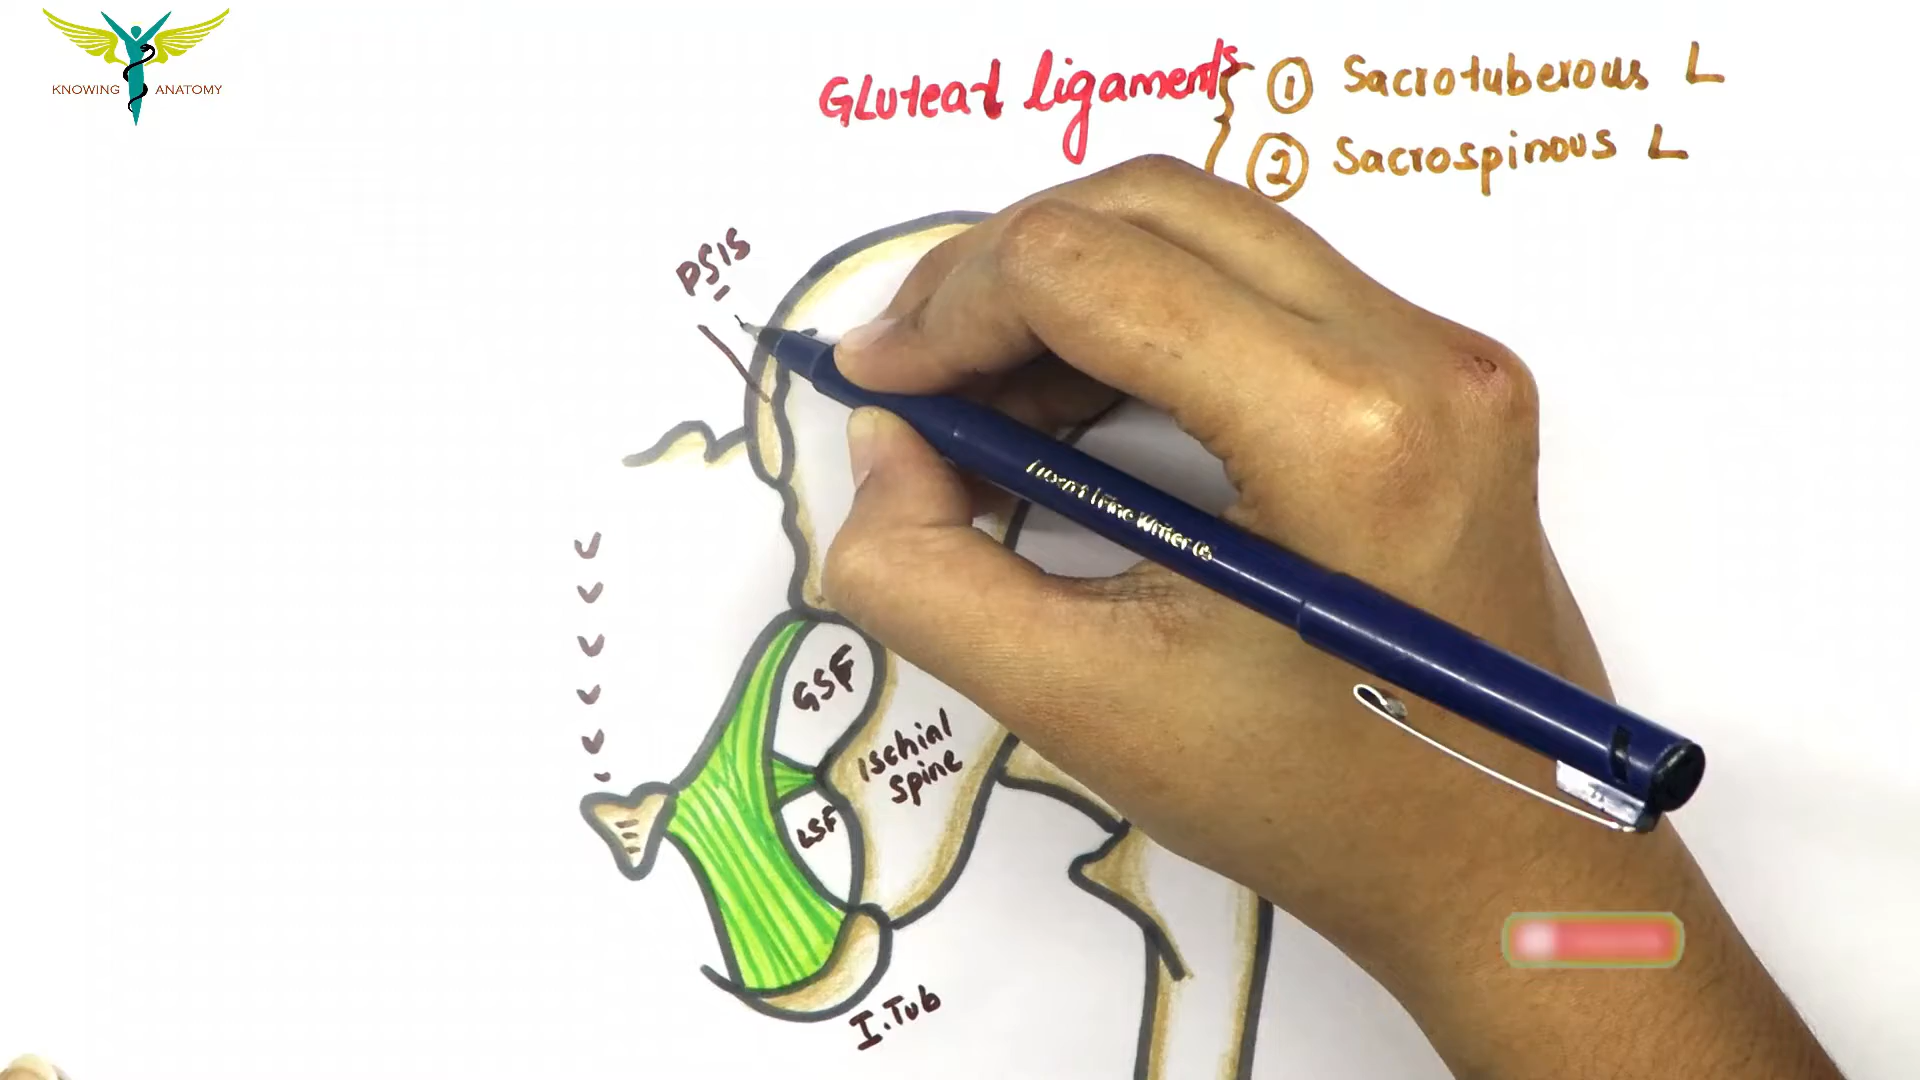 KNOWING ANATOMY
Gluteal ligaments
① Sacrotuberous L
② Sacrospinous L
PSIS
GSF
Ischial
spine
LSF
I.Tub